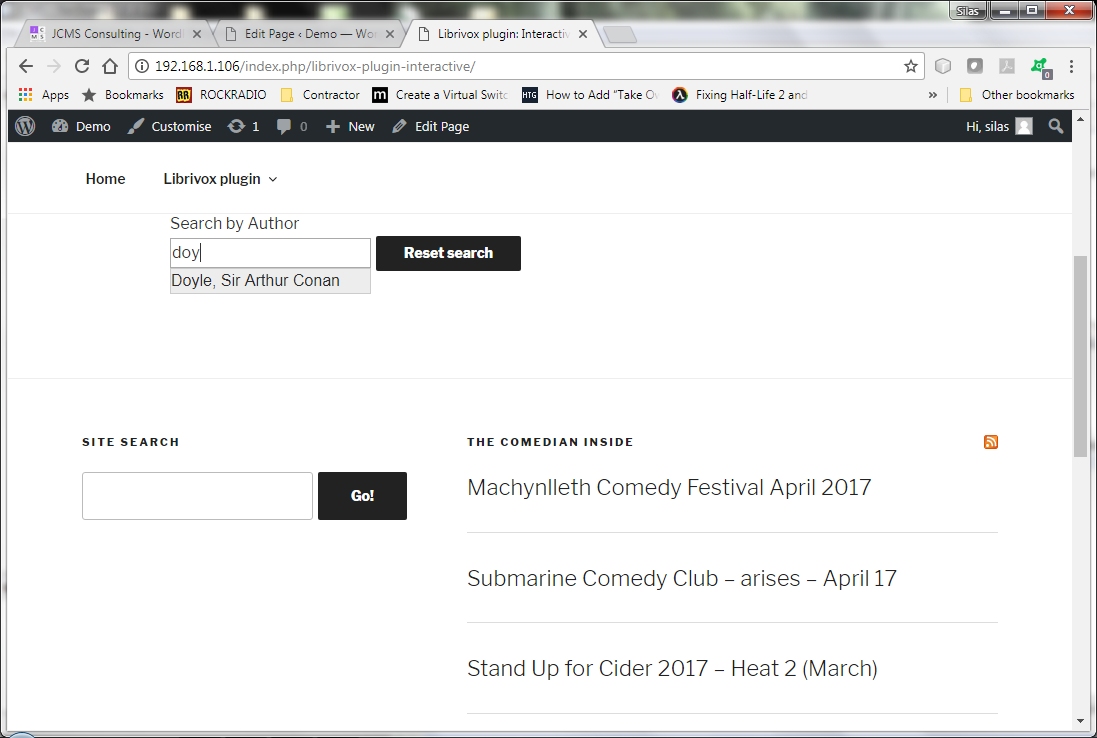 Silas
JCMS Consulting - Word
Edit Page ‹ Demo — Wor
Librivox plugin: Interactiv
192.168.1.106/index.php/librivox-plugin-interactive/
0
Apps
Bookmarks
RR
ROCKRADIO
Contractor
m
Create a Virtual Switc
HTG
How to Add "Take O
λ
Fixing Half-Life 2 and
»
Other bookmarks
Demo
Customise
1
0
New
Edit Page
Hi, silas
Home
Librivox plugin
Search by Author
doy
Reset search
Doyle, Sir Arthur Conan
SITE SEARCH
Go!
THE COMEDIAN INSIDE
Machynlleth Comedy Festival April 2017
Submarine Comedy Club – arises – April 17
Stand Up for Cider 2017 – Heat 2 (March)